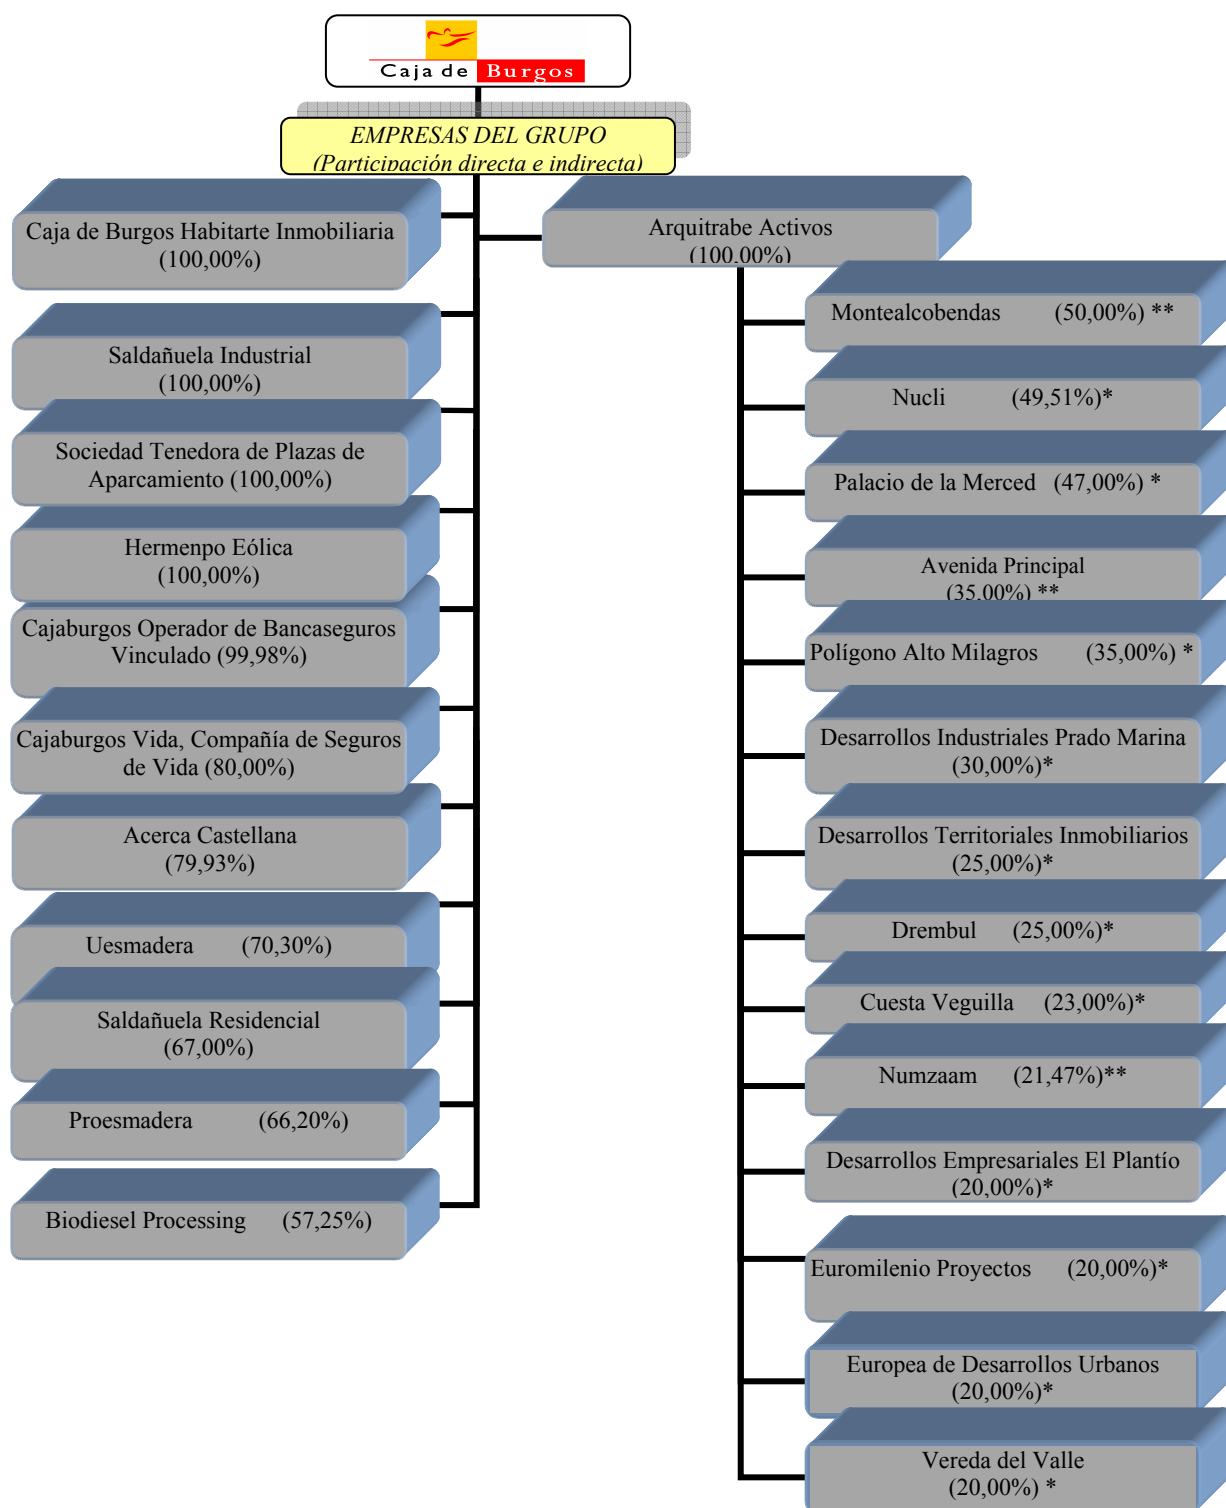 Caja de Burgos
EMPRESAS DEL GRUPO
(Participación directa e indirecta)
Caja de Burgos Habitarte Inmobiliaria
(100,00%)
Saldañuela Industrial
(100,00%)
Sociedad Tenedora de Plazas de
Aparcamiento (100,00%)
Hermenpo Eólica
(100,00%)
Cajaburgos Operador de Bancaseguros
Vinculado (99,98%)
Cajaburgos Vida, Compañía de Seguros
de Vida (80,00%)
Acerca Castellana
(79,93%)
Uesmadera (70,30%)
Saldañuela Residencial
(67,00%)
Proesmadera (66,20%)
Biodiesel Processing (57,25%)
Arquitrabe Activos
(100,00%)
Montealcobendas (50,00%) **
Nucli (49,51%)*
Palacio de la Merced (47,00%) *
Avenida Principal
(35,00%) **
Polígono Alto Milagros (35,00%) *
Desarrollos Industriales Prado Marina
(30,00%)*
Desarrollos Territoriales Inmobiliarios
(25,00%)*
Drembul (25,00%)*
Cuesta Veguilla (23,00%)*
Numzaam (21,47%)**
Desarrollos Empresariales El Plantío
(20,00%)*
Euromilenio Proyectos (20,00%)*
Europea de Desarrollos Urbanos
(20,00%)*
Vereda del Valle
(20,00%) *